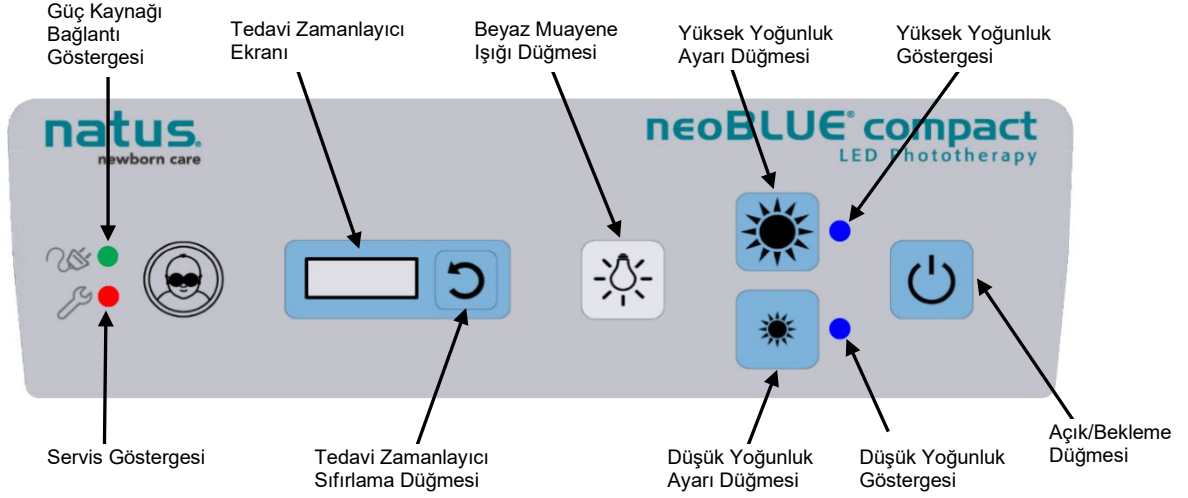 Güç Kaynağı
Bağlantı
Göstergesi
Tedavi Zamanlayıcı
Ekranı
Beyaz Muayene
Işığı Düğmesi
Yüksek Yoğunluk
Ayarı Düğmesi
Yüksek Yoğunluk
Göstergesi
natus.
newborn care
neoBLUE® compact
LED Phototherapy
Servis Göstergesi
Tedavi Zamanlayıcı
Sıfırlama Düğmesi
Düşük Yoğunluk
Ayarı Düğmesi
Düşük Yoğunluk
Göstergesi
Açık/Bekleme
Düğmesi